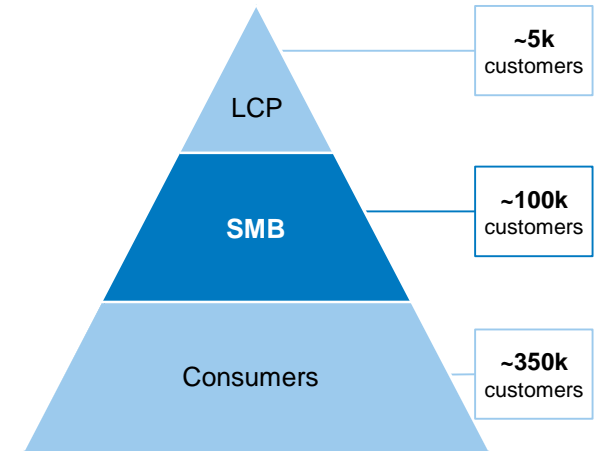 ~5k
customers
LCP
~100k
customers
SMB
~350k
customers
Consumers